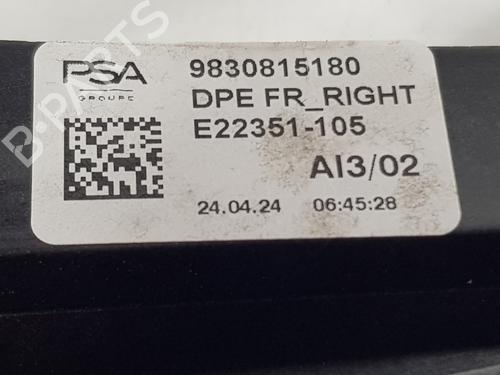 PSA
GROUPE
9830815180
DPE FR_RIGHT
E22351-105
AI3/02
24.04.24 06:45:28
B-PARTS